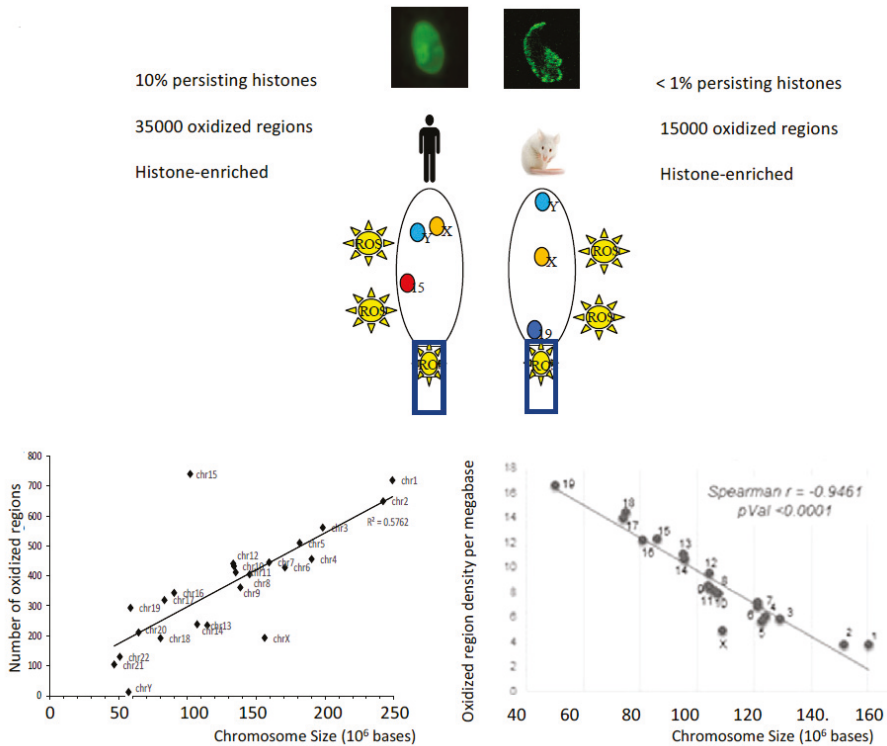 10% persisting histones
35000 oxidized regions
Histone-enriched
< 1% persisting histones
15000 oxidized regions
Histone-enriched
Y
X
15
ROS
ROS
RO
Y
X
19
ROS
ROS
RO
Number of oxidized regions
800
700
600
500
400
300
200
100
0
chr15
chr1
chr2
R² = 0.5762
chr3
chr5
chr4
chr12
chr10
chr11
chr7
chr6
chr8
chr9
chr16
chr17
chr19
chr20
chr13
chr14
chr18
chrX
chr22
chr21
chrY
0
50
100
150
200
250
Chromosome Size (10⁶ bases)
Oxidized region density per megabase
18
16
14
12
10
8
6
4
2
0
Spearman r = -0.9461
pVal <0.0001
19
18
17
16
15
13
14
12
9
8
11
10
7
6
4
5
3
X
2
1
40
60
80
100
120
140.
160
Chromosome Size (10⁶ bases)